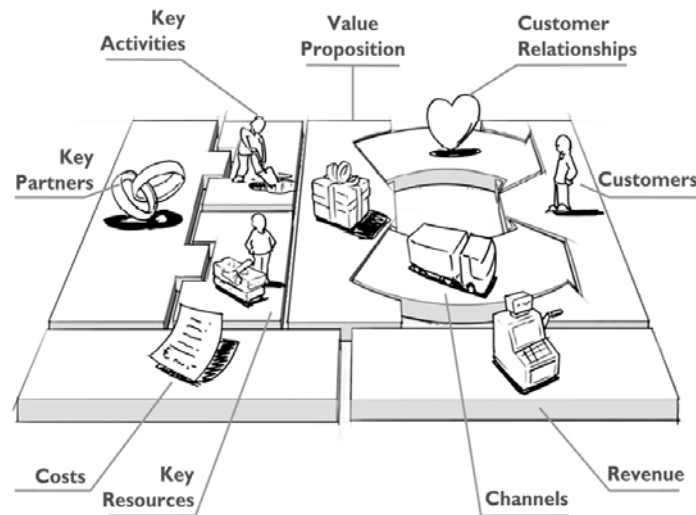 Key
Activities
Value
Proposition
Customer
Relationships
Key
Partners
Customers
Costs
Key
Resources
Channels
Revenue